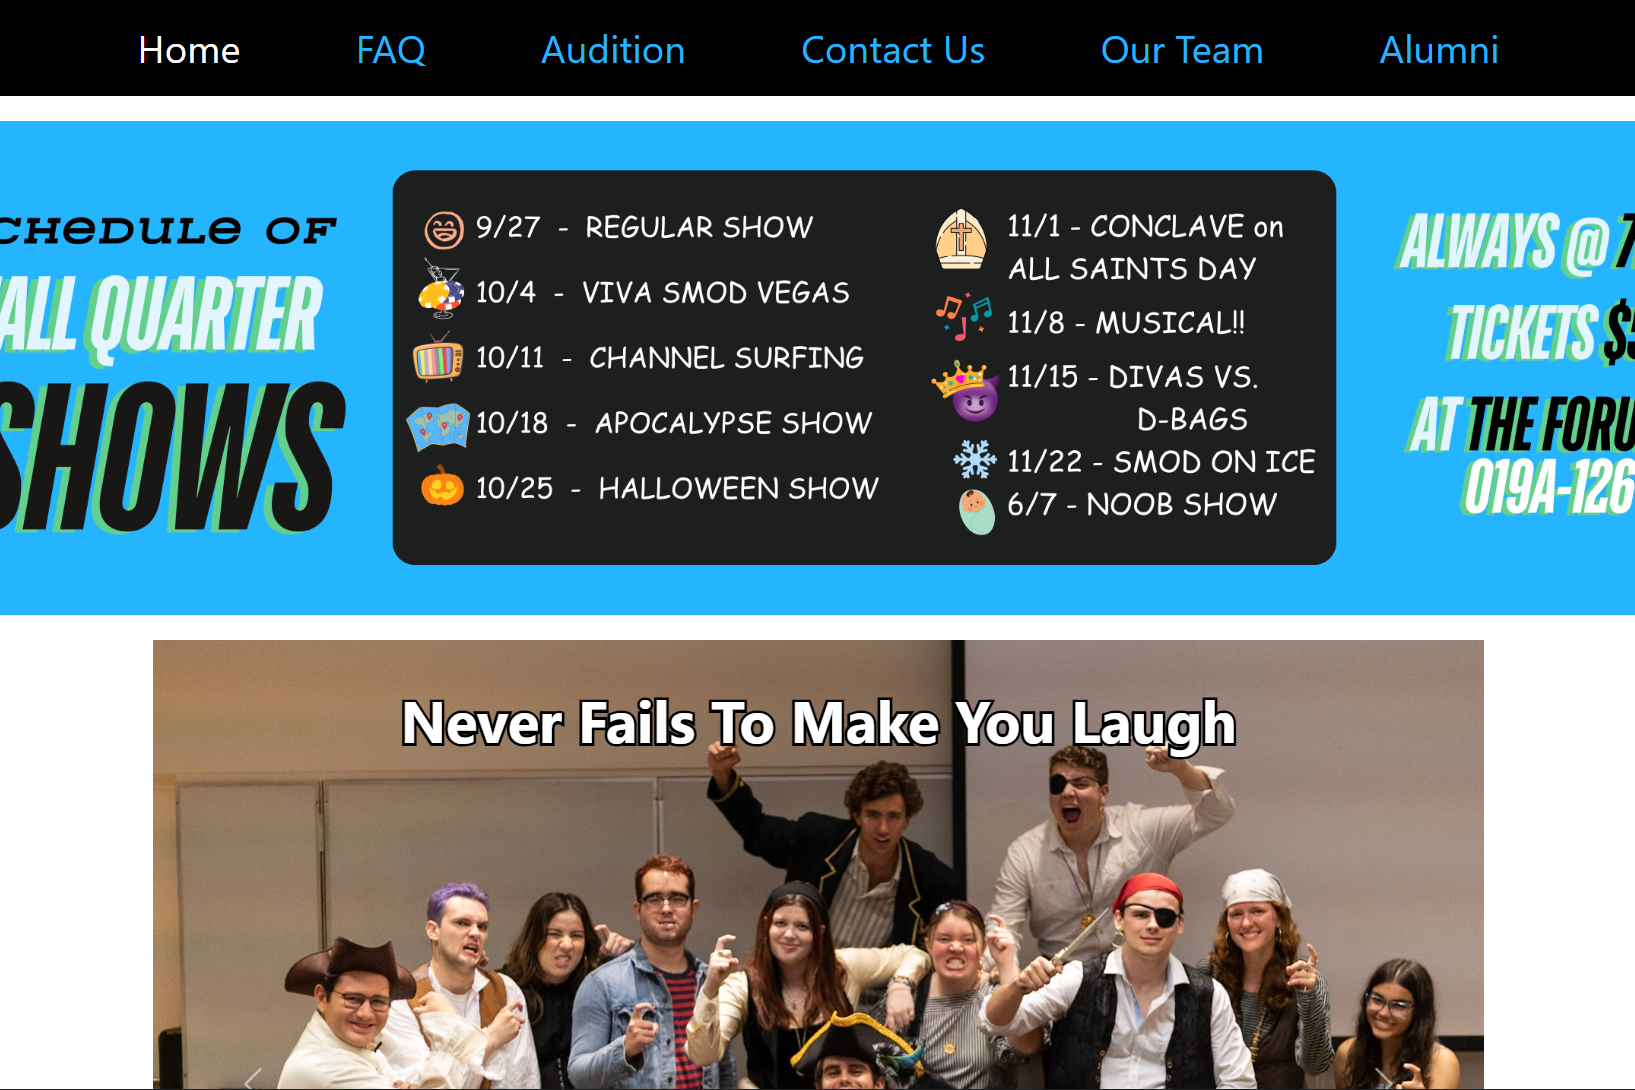 Home FAQ Audition Contact Us Our Team Alumni
CHEDULE OF
ALL QUARTER
SHOWS
9/27 - REGULAR SHOW
10/4 - VIVA SMOD VEGAS
10/11 - CHANNEL SURFING
10/18 - APOCALYPSE SHOW
10/25 - HALLOWEEN SHOW
11/1 - CONCLAVE on
ALL SAINTS DAY
11/8 - MUSICAL!!
11/15 - DIVAS VS.
D-BAGS
11/22 - SMOD ON ICE
6/7 - NOOB SHOW
ALWAYS @ 7
TICKETS $5
AT THE FORU
019A-126
Never Fails To Make You Laugh